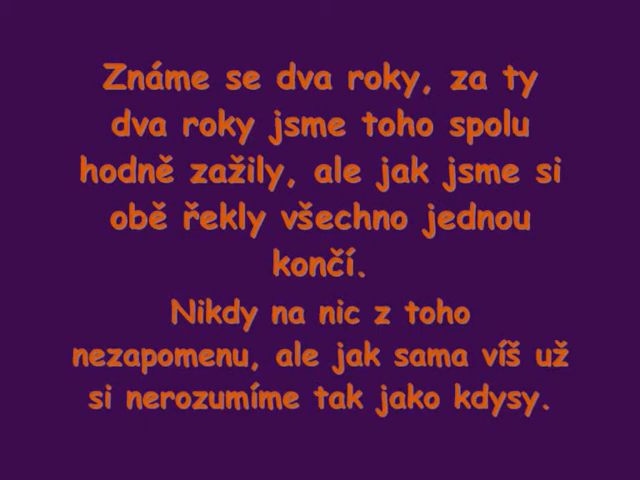 Známe se dva roky, za ty
dva roky jsme toho spolu
hodně zažily, ale jak jsme si
obě řekly všechno jednou
končí.
Nikdy na nic z toho
nezapomenu, ale jak sama víš už
si nerozumíme tak jako kdysy.